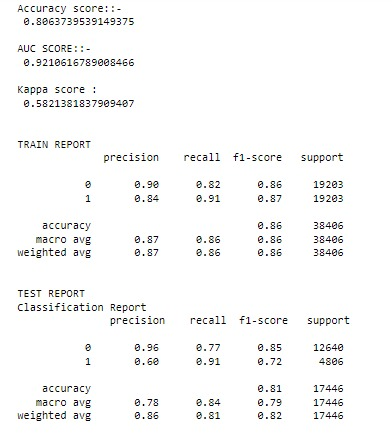 Accuracy score::-
0.8063739539149375
AUC SCORE::-
0.9210616789008466
Kappa score :
0.5821381837909407
TRAIN REPORT
precision recall f1-score support
0 0.90 0.82 0.86 19203
1 0.84 0.91 0.87 19203
accuracy 0.86 38406
macro avg 0.87 0.86 0.86 38406
weighted avg 0.87 0.86 0.86 38406
TEST REPORT
Classification Report
precision recall f1-score support
0 0.96 0.77 0.85 12640
1 0.60 0.91 0.72 4806
accuracy 0.81 17446
macro avg 0.78 0.84 0.79 17446
weighted avg 0.86 0.81 0.82 17446